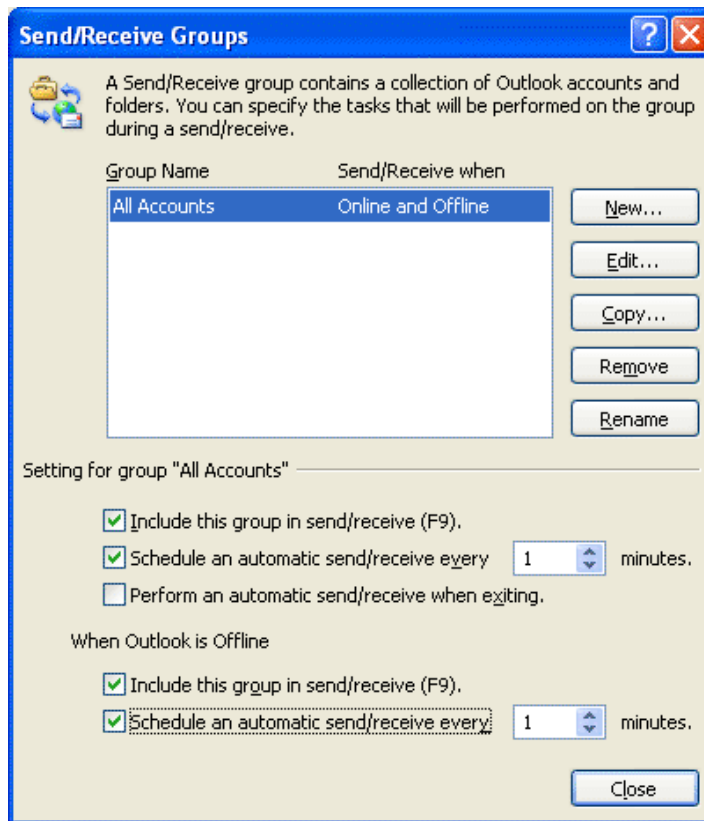 Send/Receive Groups
A Send/Receive group contains a collection of Outlook accounts and
folders. You can specify the tasks that will be performed on the group
during a send/receive.
Group Name Send/Receive when
All Accounts Online and Offline
New...
Edit...
Copy...
Remove
Rename
Setting for group "All Accounts"
Include this group in send/receive (F9).
Schedule an automatic send/receive every 1 minutes.
Perform an automatic send/receive when exiting.
When Outlook is Offline
Include this group in send/receive (F9).
Schedule an automatic send/receive every 1 minutes.
Close